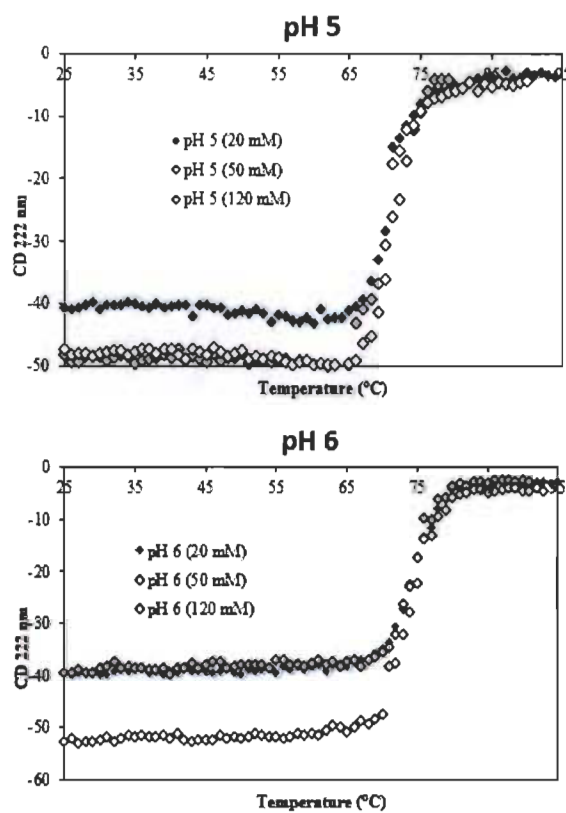 pH 5
0
25 35 45 55 65 75 85 95
-10
-20
-30
-40
-50
CD 222 nm
pH 5 (20 mM)
pH 5 (50 mM)
pH 5 (120 mM)
Temperature (°C)
pH 6
0
25 35 45 55 65 75 85 95
-10
-20
-30
-40
-50
-60
CD 222 nm
pH 6 (20 mM)
pH 6 (50 mM)
pH 6 (120 mM)
Temperature (°C)